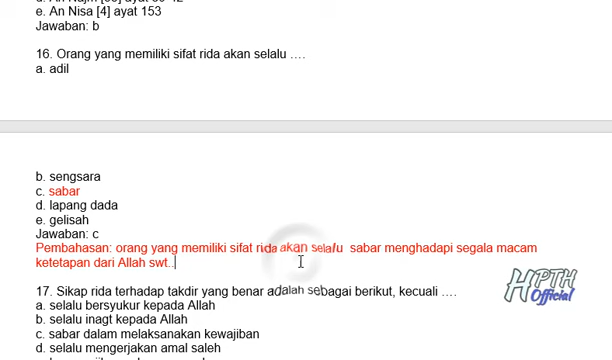 e. An Nisa [4] ayat 153
Jawaban: b
16. Orang yang memiliki sifat rida akan selalu ….
a. adil
b. sengsara
c. sabar
d. lapang dada
e. gelisah
Jawaban: c
Pembahasan: orang yang memiliki sifat rida akan selalu sabar menghadapi segala macam
ketetapan dari Allah swt..
HPTH
Official
17. Sikap rida terhadap takdir yang benar adalah sebagai berikut, kecuali ….
a. selalu bersyukur kepada Allah
b. selalu inagt kepada Allah
c. sabar dalam melaksanakan kewajiban
d. selalu mengerjakan amal saleh